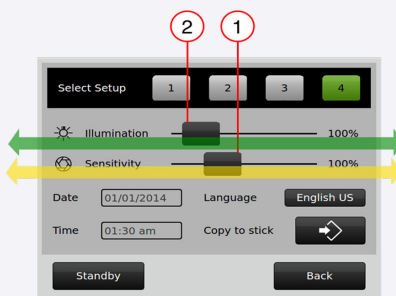 2 1
Select Setup 1 2 3 4
Illumination 100%
Sensitivity 100%
Date 01/01/2014 Language English US
Time 01:30 am Copy to stick
Standby Back